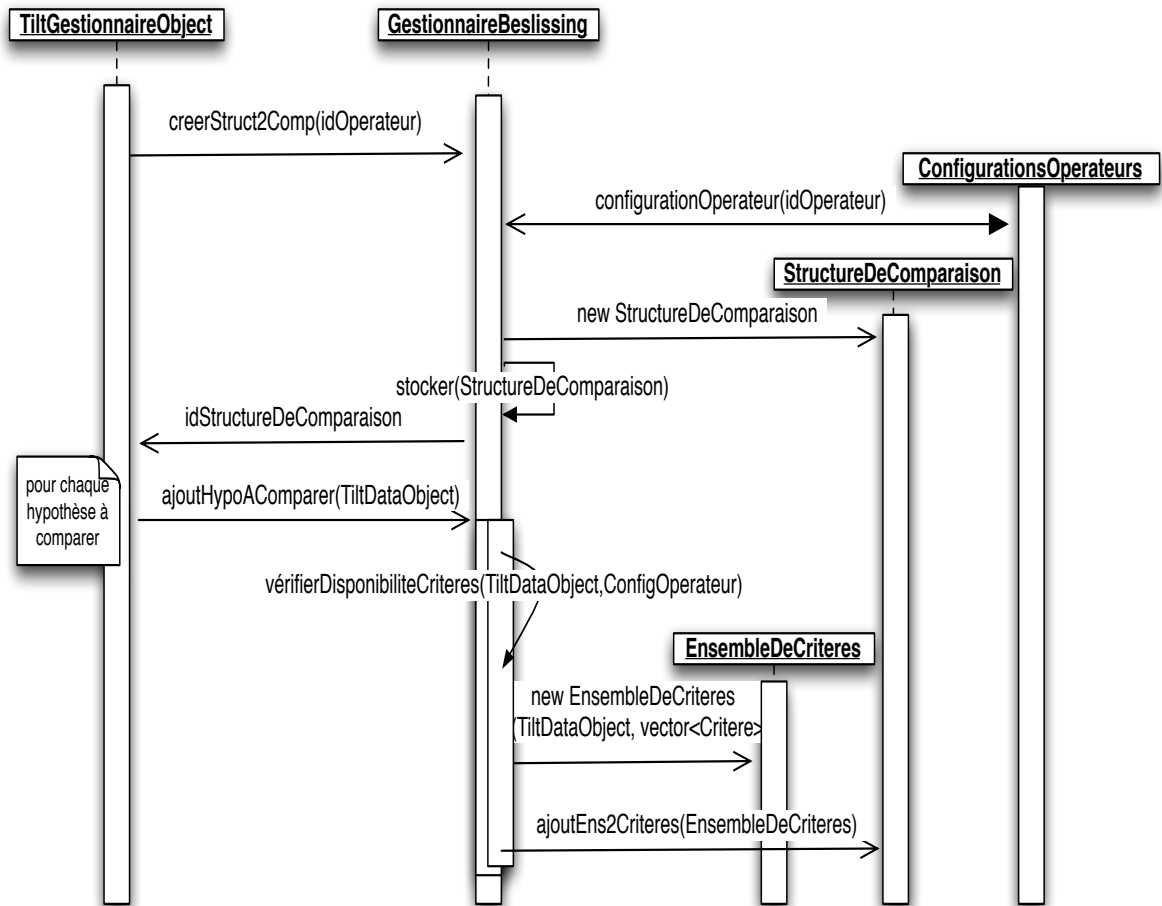 TiltGestionnaireObject
GestionnaireBeslissing
creerStruct2Comp(idOperateur)
ConfigurationsOperateurs
configurationOperateur(idOperateur)
StructureDeComparaison
new StructureDeComparaison
stocker(StructureDeComparaison)
idStructureDeComparaison
pour chaque
hypothèse à
comparer
ajoutHypoAComparer(TiltDataObject)
vérifierDisponibiliteCriteres(TiltDataObject,ConfigOperateur)
EnsembleDeCriteres
new EnsembleDeCriteres
(TiltDataObject, vector<Critere>
ajoutEns2Criteres(EnsembleDeCriteres)